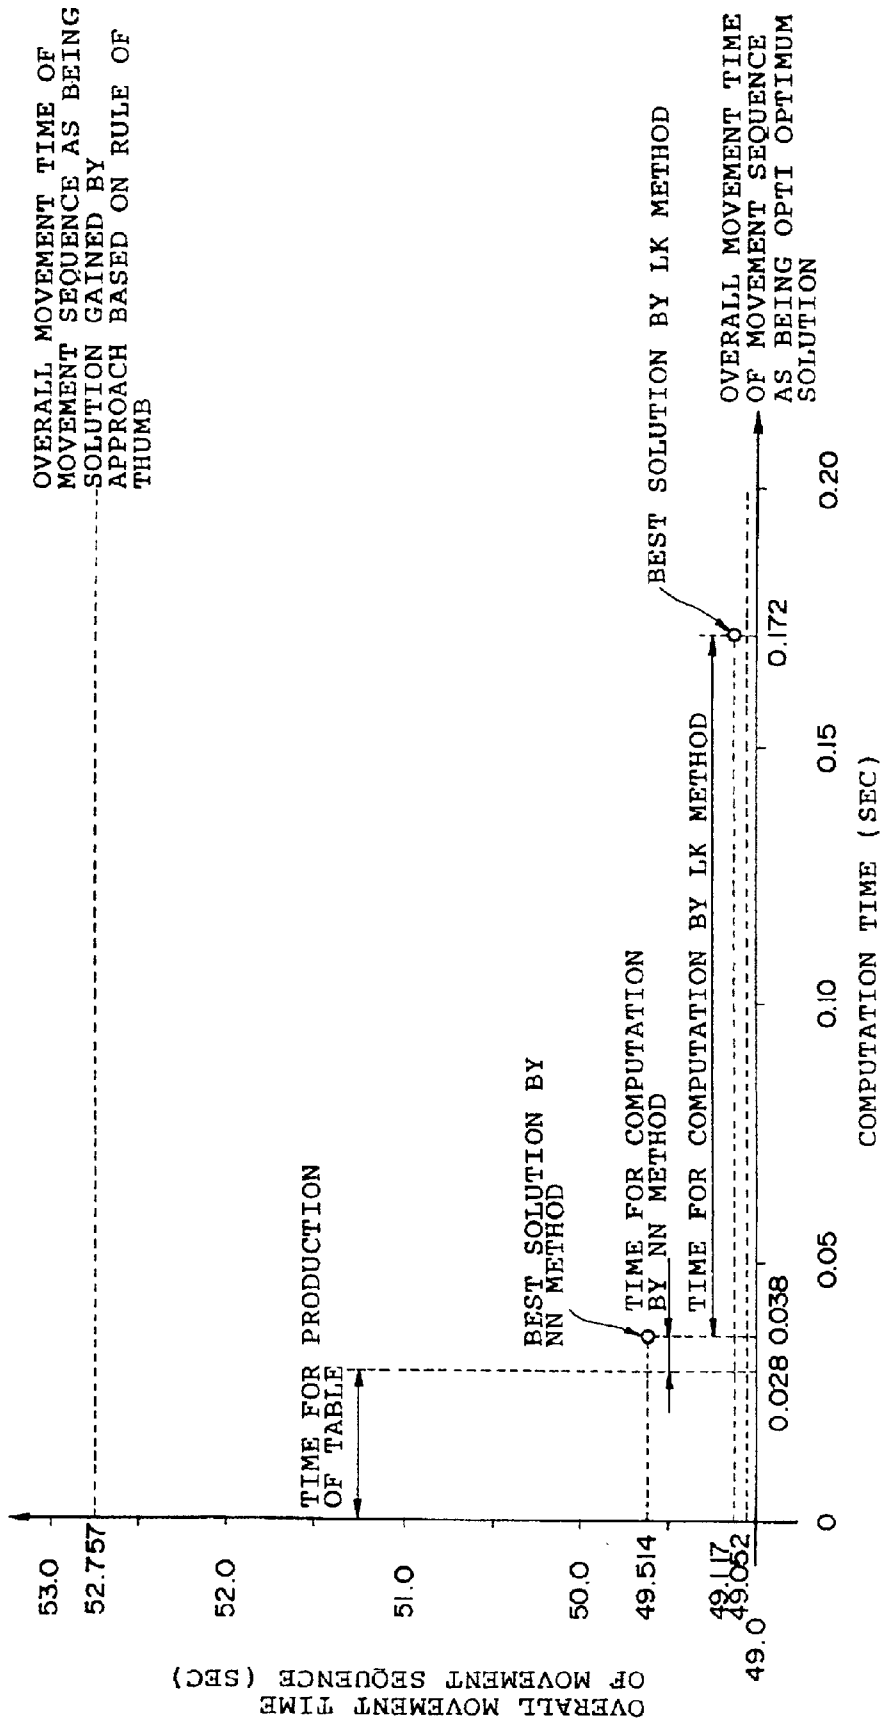 OVERALL MOVEMENT TIME OF
MOVEMENT SEQUENCE AS BEING
SOLUTION GAINED BY
APPROACH BASED ON RULE OF
THUMB
OVERALL MOVEMENT TIME
OF MOVEMENT SEQUENCE (SEC)
53.0
52.757
52.0
51.0
50.0
49.514
49.117
49.052
49.0
TIME FOR PRODUCTION
OF TABLE
BEST SOLUTION BY
NN METHOD
TIME FOR COMPUTATION
BY NN METHOD
TIME FOR COMPUTATION BY LK METHOD
BEST SOLUTION BY LK METHOD
OVERALL MOVEMENT TIME
OF MOVEMENT SEQUENCE
AS BEING OPTI OPTIMUM
SOLUTION
0.028 0.038
0.172
0
0.05
0.10
0.15
0.20
COMPUTATION TIME (SEC)